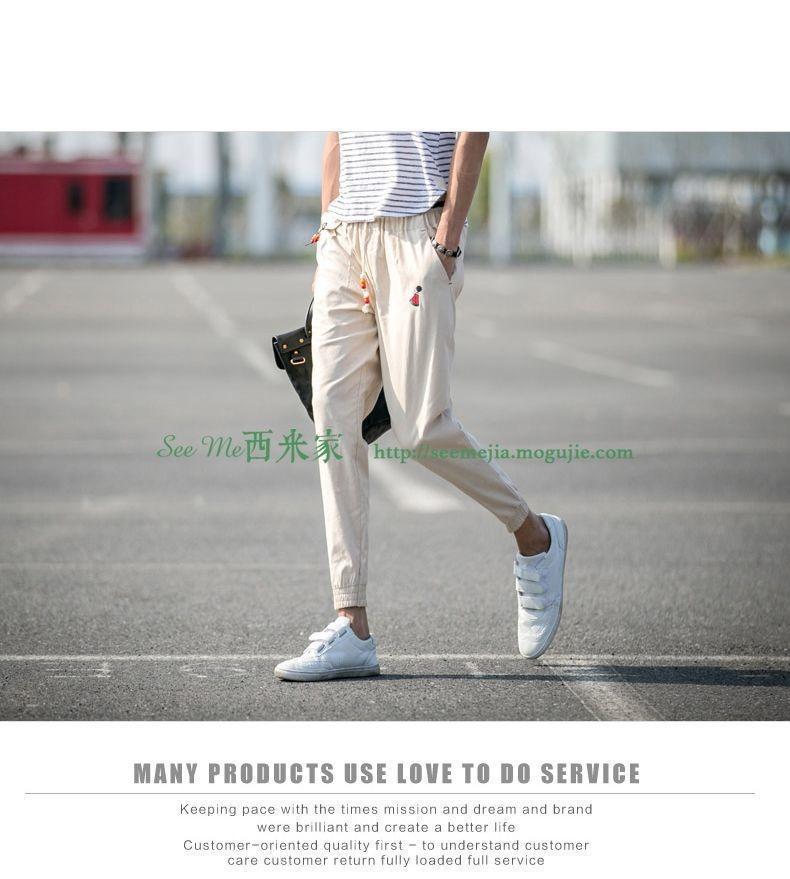 See Me西米家 http://seemejia.mogujie.com
MANY PRODUCTS USE LOVE TO DO SERVICE
Keeping pace with the times mission and dream and brand
were brilliant and create a better life
Customer-oriented quality first - to understand customer
care customer return fully loaded full service